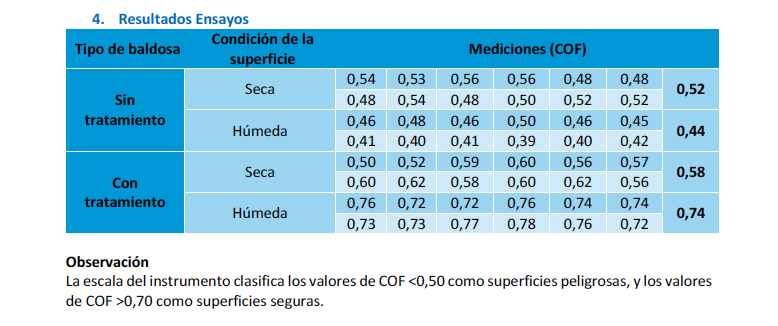 4. Resultados Ensayos
Tipo de baldosa Condición de la superficie Mediciones (COF)
Sin tratamiento Seca 0,54 0,53 0,56 0,56 0,48 0,48 0,52
0,48 0,54 0,48 0,50 0,52 0,52
Húmeda 0,46 0,48 0,46 0,50 0,46 0,45 0,44
0,41 0,40 0,41 0,39 0,40 0,42
Con tratamiento Seca 0,50 0,52 0,59 0,60 0,56 0,57 0,58
0,60 0,62 0,58 0,60 0,62 0,56
Húmeda 0,76 0,72 0,72 0,76 0,74 0,74 0,74
0,73 0,73 0,77 0,78 0,76 0,72
Observación
La escala del instrumento clasifica los valores de COF <0,50 como superficies peligrosas, y los valores
de COF >0,70 como superficies seguras.